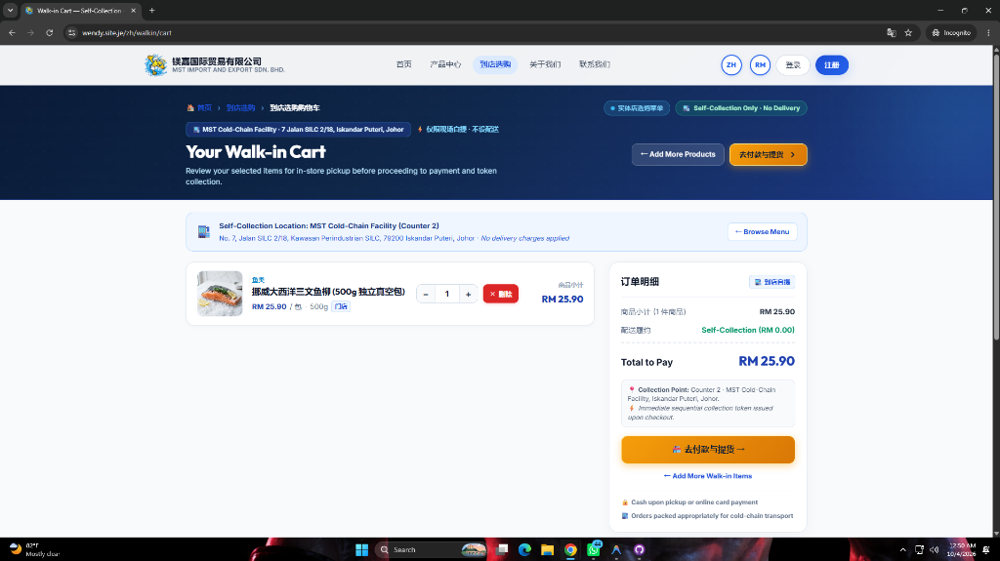 Walk-in Cart — Self-Collection
wendy.site.je/zh/walkin/cart
Incognito
镁嘉国际贸易有限公司
MST IMPORT AND EXPORT SDN. BHD.
首页
产品中心
到店选购
关于我们
联系我们
ZH
RM
登录
注册
首页 › 到店选购 › 到店选购购物车
实体店选购菜单
Self-Collection Only · No Delivery
MST Cold-Chain Facility · 7 Jalan SILC 2/18, Iskandar Puteri, Johor
仅限现场自提 · 不设配送
Your Walk-in Cart
← Add More Products
去付款与提货 ›
Review your selected items for in-store pickup before proceeding to payment and token
collection.
Self-Collection Location: MST Cold-Chain Facility (Counter 2)
No. 7, Jalan SILC 2/18, Kawasan Perindustrian SILC, 79200 Iskandar Puteri, Johor · No delivery charges applied
← Browse Menu
鱼类
挪威大西洋三文鱼柳 (500g 独立真空包)
RM 25.90 / 包 · 500g 门店
− 1 +
✕ 删除
商品小计
RM 25.90
订单明细
到店自提
商品小计 (1 件商品)
RM 25.90
配送履约
Self-Collection (RM 0.00)
Total to Pay
RM 25.90
Collection Point: Counter 2 · MST Cold-Chain
Facility, Iskandar Puteri, Johor.
Immediate sequential collection token issued
upon checkout.
去付款与提货 →
← Add More Walk-in Items
Cash upon pickup or online card payment
Orders packed appropriately for cold-chain transport
82°F
Mostly clear
Search
12:50 AM
10/4/2026